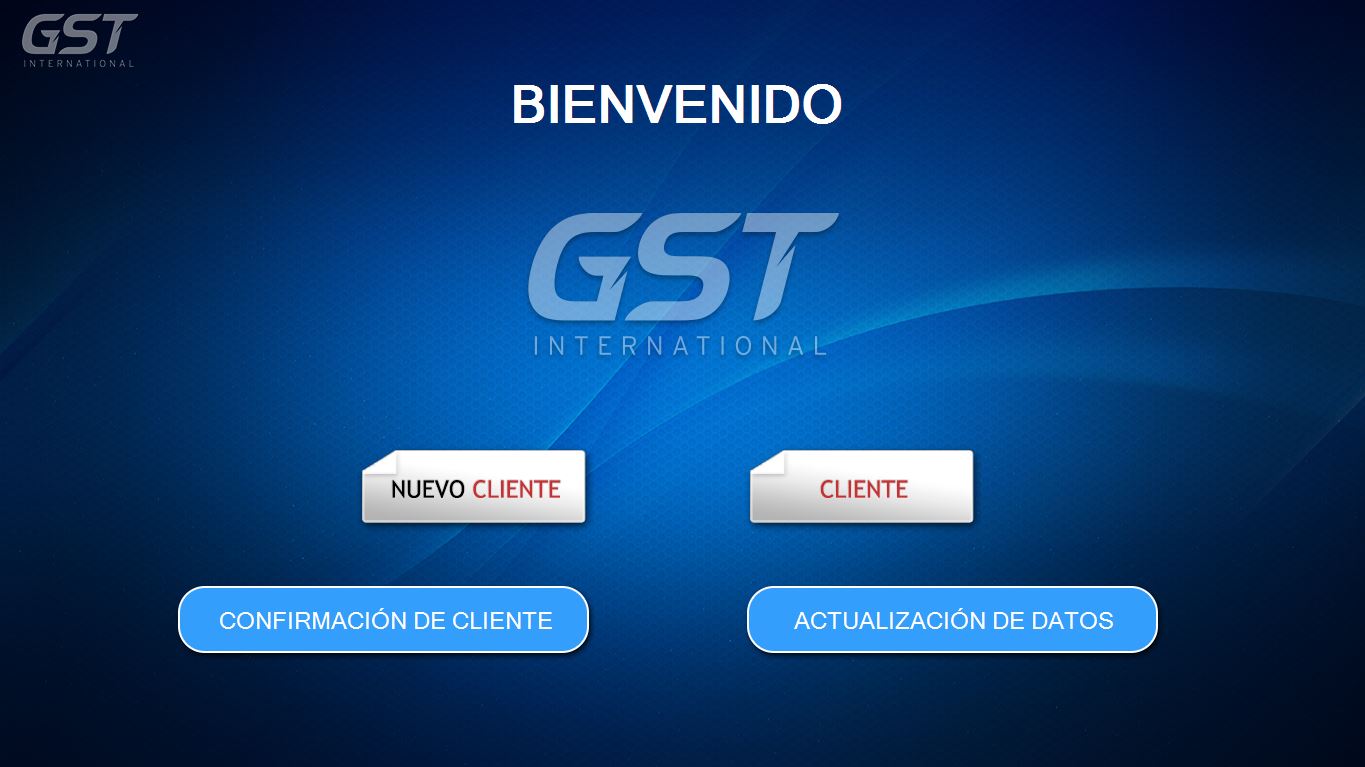 GST
INTERNATIONAL
BIENVENIDO
GST
INTERNATIONAL
NUEVO CLIENTE
CLIENTE
CONFIRMACIÓN DE CLIENTE
ACTUALIZACIÓN DE DATOS